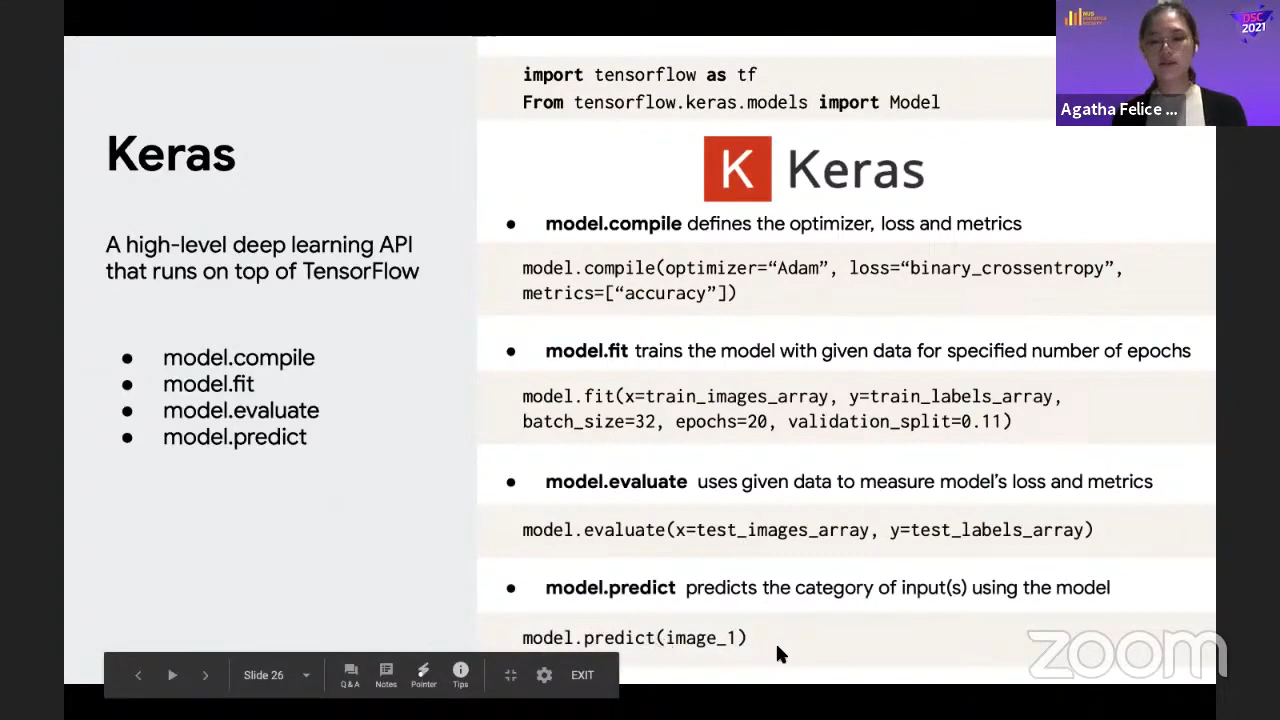 Keras
A high-level deep learning API
that runs on top of TensorFlow
● model.compile
● model.fit
● model.evaluate
● model.predict
import tensorflow as tf
From tensorflow.keras.models import Model
K Keras
● model.compile defines the optimizer, loss and metrics
model.compile(optimizer=“Adam”, loss=“binary_crossentropy”,
metrics=[“accuracy”])
● model.fit trains the model with given data for specified number of epochs
model.fit(x=train_images_array, y=train_labels_array,
batch_size=32, epochs=20, validation_split=0.11)
● model.evaluate uses given data to measure model’s loss and metrics
model.evaluate(x=test_images_array, y=test_labels_array)
● model.predict predicts the category of input(s) using the model
model.predict(image_1)
NUS
DSC
2021
Agatha Felice ...
Slide 26
Q&A
Notes
Pointer
Tips
EXIT
zoom